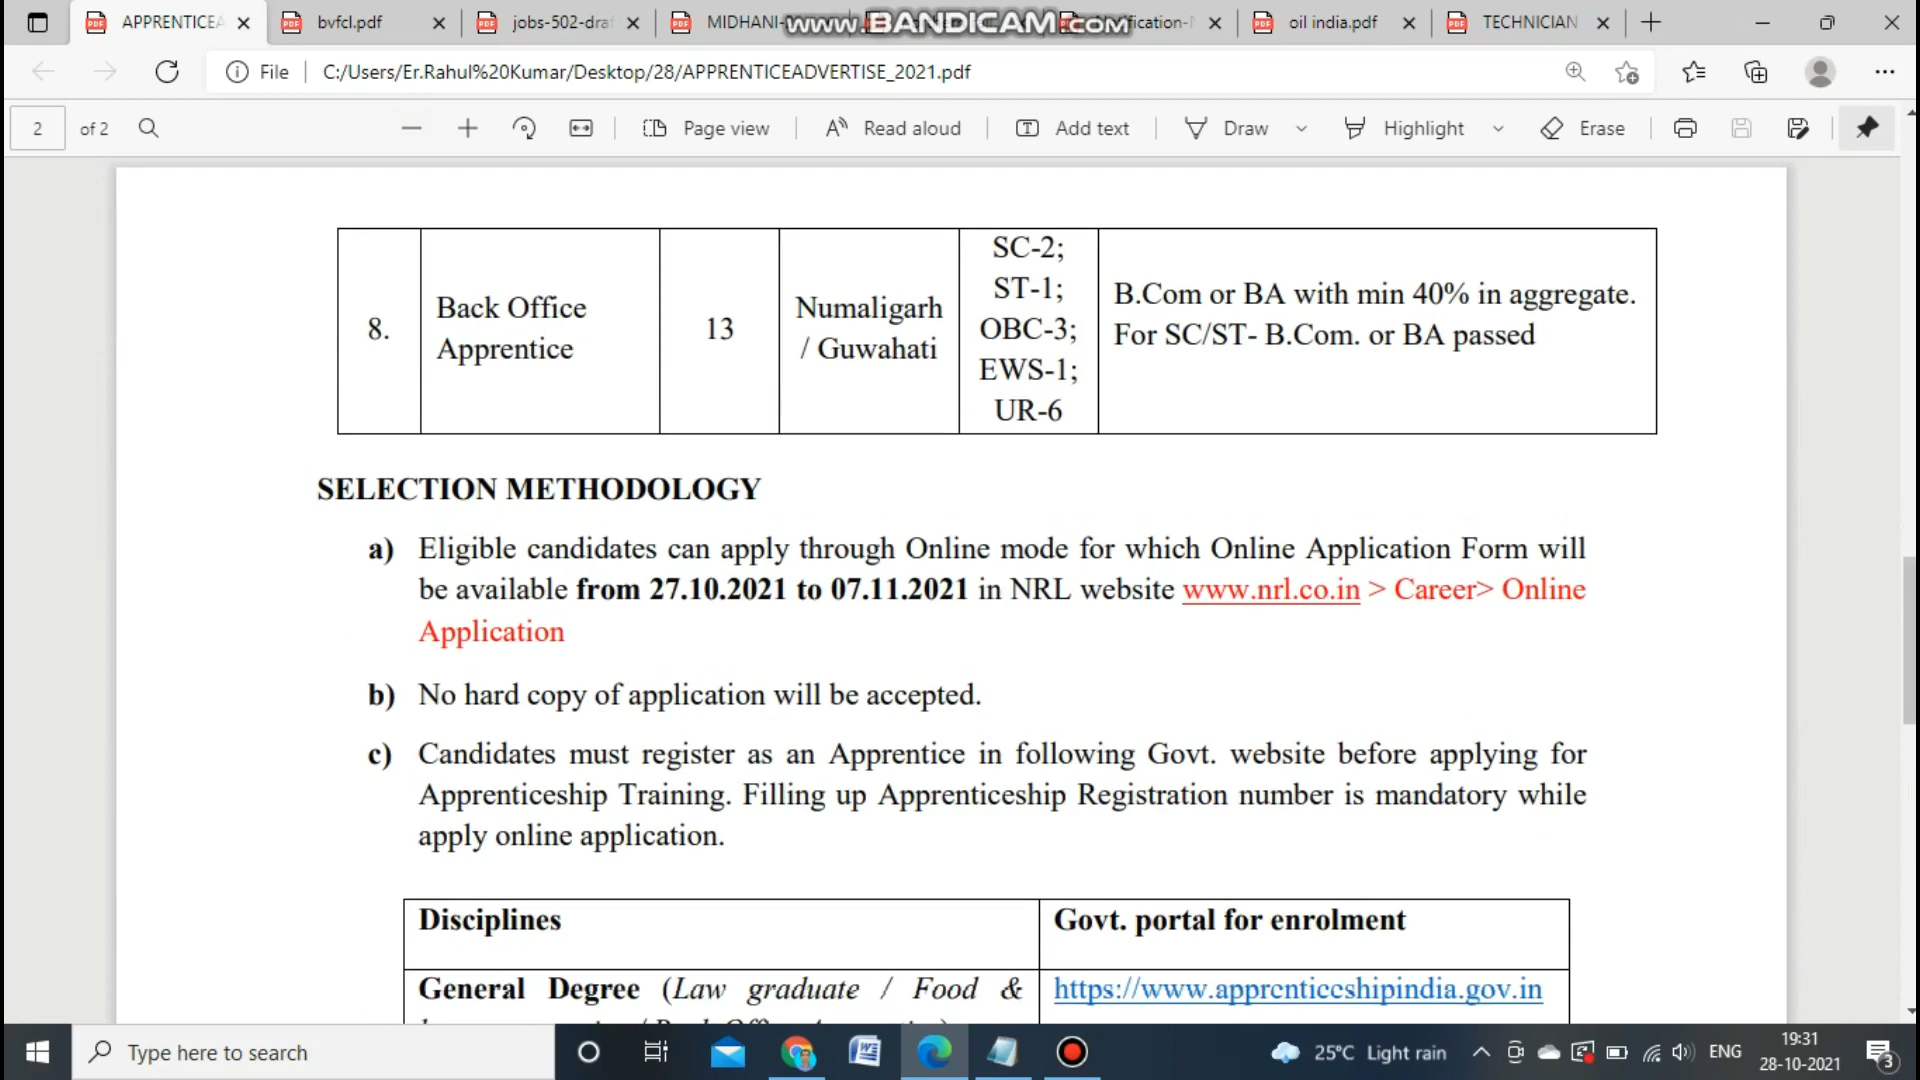 APPRENTICEA
bvfcl.pdf
jobs-502-dra
MIDHANI-
www.BANDICAM.com
fication-
oil india.pdf
TECHNICIAN
File
C:/Users/Er.Rahul%20Kumar/Desktop/28/APPRENTICEADVERTISE_2021.pdf
2 of 2
Page view
Read aloud
Add text
Draw
Highlight
Erase
8.
Back Office
Apprentice
13
Numaligarh
/ Guwahati
SC-2;
ST-1;
OBC-3;
EWS-1;
UR-6
B.Com or BA with min 40% in aggregate.
For SC/ST- B.Com. or BA passed
SELECTION METHODOLOGY
a) Eligible candidates can apply through Online mode for which Online Application Form will
be available from 27.10.2021 to 07.11.2021 in NRL website www.nrl.co.in > Career> Online
Application
b) No hard copy of application will be accepted.
c) Candidates must register as an Apprentice in following Govt. website before applying for
Apprenticeship Training. Filling up Apprenticeship Registration number is mandatory while
apply online application.
Disciplines
Govt. portal for enrolment
General Degree (Law graduate / Food &
https://www.apprenticeshipindia.gov.in
Type here to search
25°C Light rain
ENG
19:31
28-10-2021
3